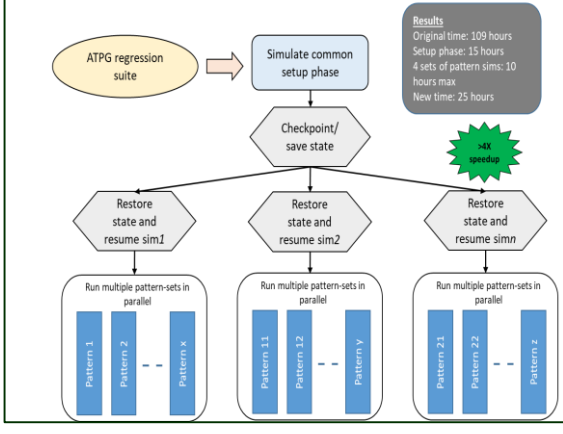 ATPG regression
suite
Simulate common
setup phase
Results
Original time: 109 hours
Setup phase: 15 hours
4 sets of pattern sims: 10
hours max
New time: 25 hours
Checkpoint/
save state
>4X
speedup
Restore
state and
resume sim1
Restore
state and
resume sim2
Restore
state and
resume simn
Run multiple pattern-sets in
parallel
Pattern 1
Pattern 2
Pattern x
Run multiple pattern-sets in
parallel
Pattern 11
Pattern 12
Pattern y
Run multiple pattern-sets in
parallel
Pattern 21
Pattern 22
Pattern z